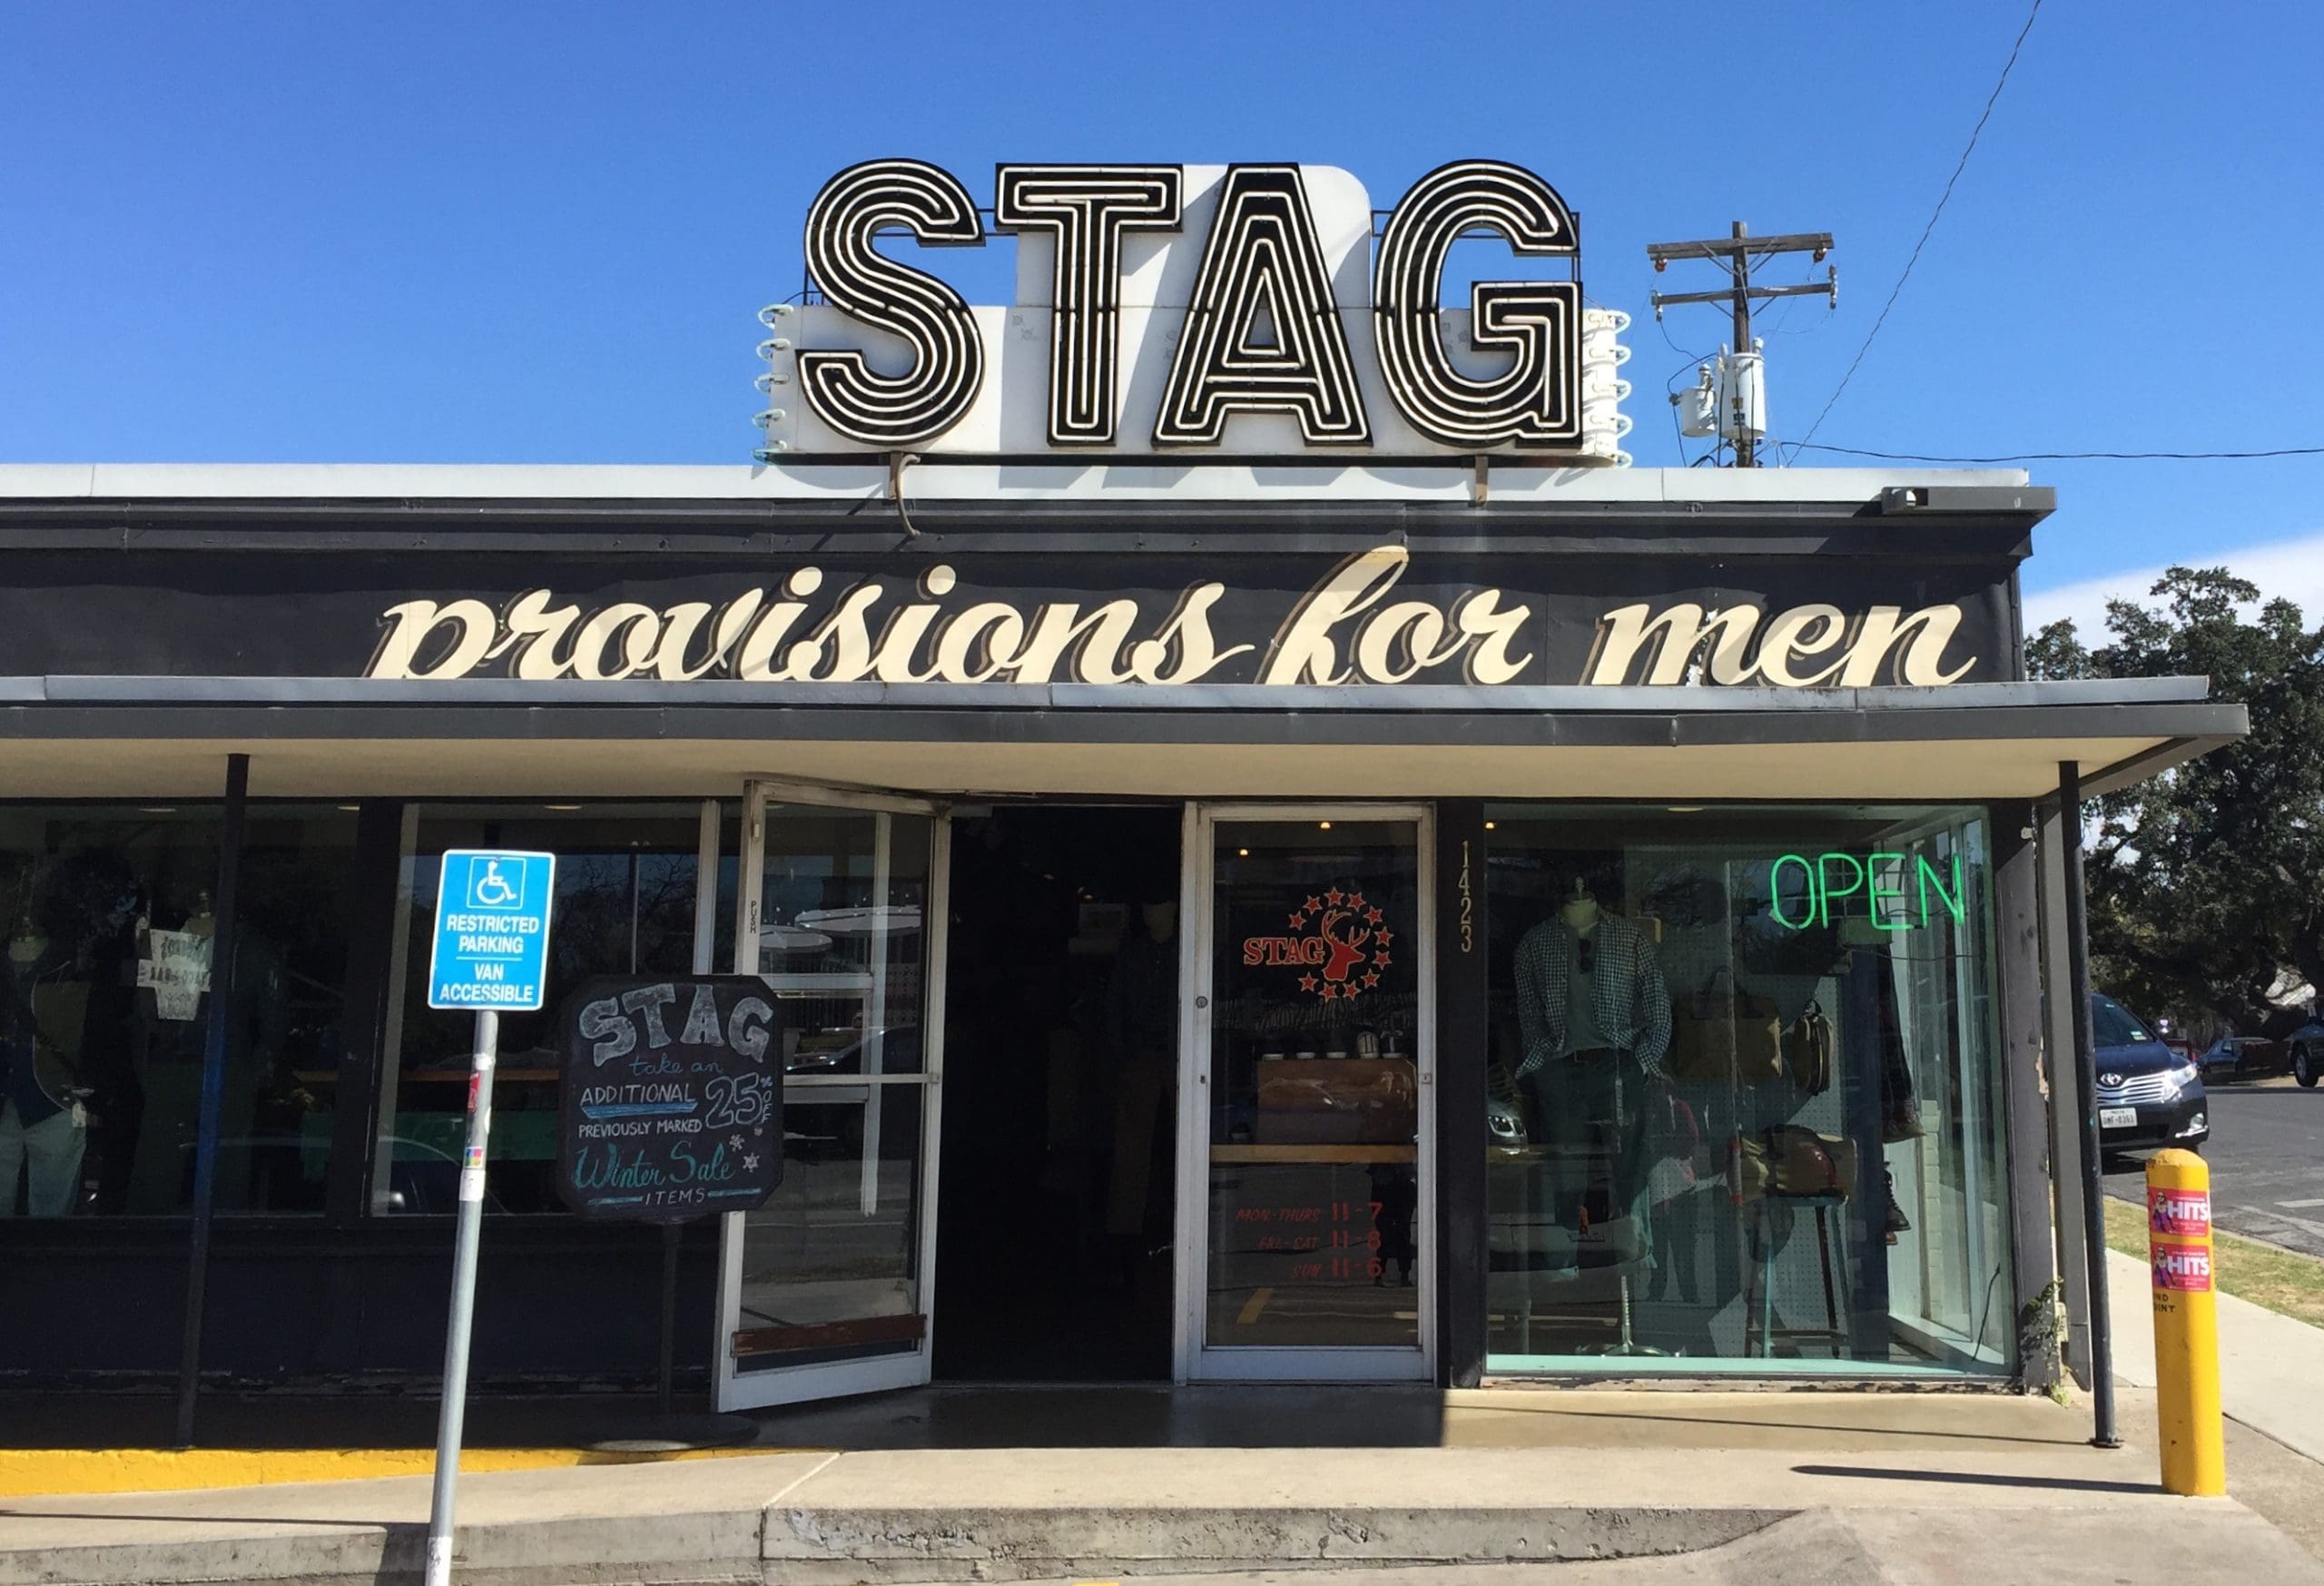 STAG
provisions for men
PUSH
1423
OPEN
STAG
RESTRICTED
PARKING
VAN
ACCESSIBLE
STAG
take an
ADDITIONAL 25% OFF
PREVIOUSLY MARKED
Winter Sale
ITEMS
MON-THURS 11-7
FRI-SAT 11-8
SUN 11-6
HITS
HITS